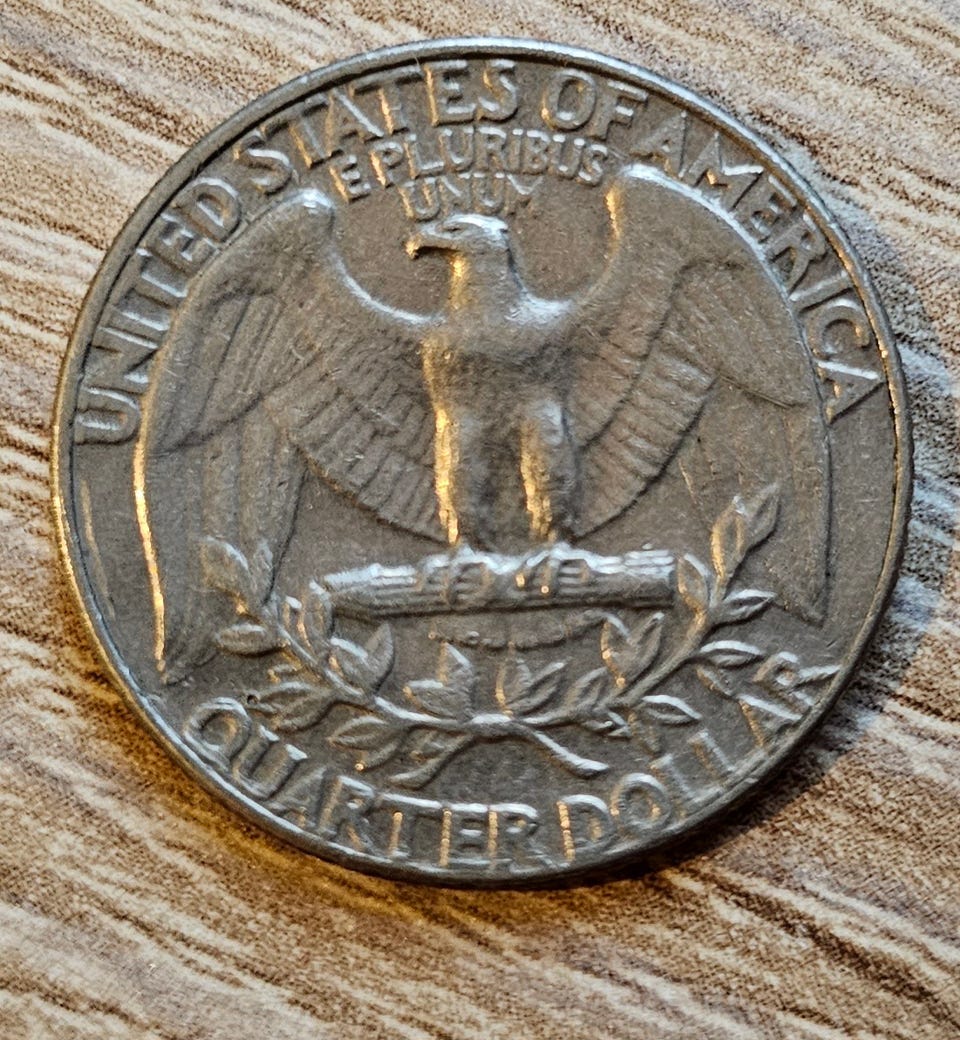 UNITED STATES OF AMERICA
E PLURIBUS
UNUM
QUARTER DOLLAR